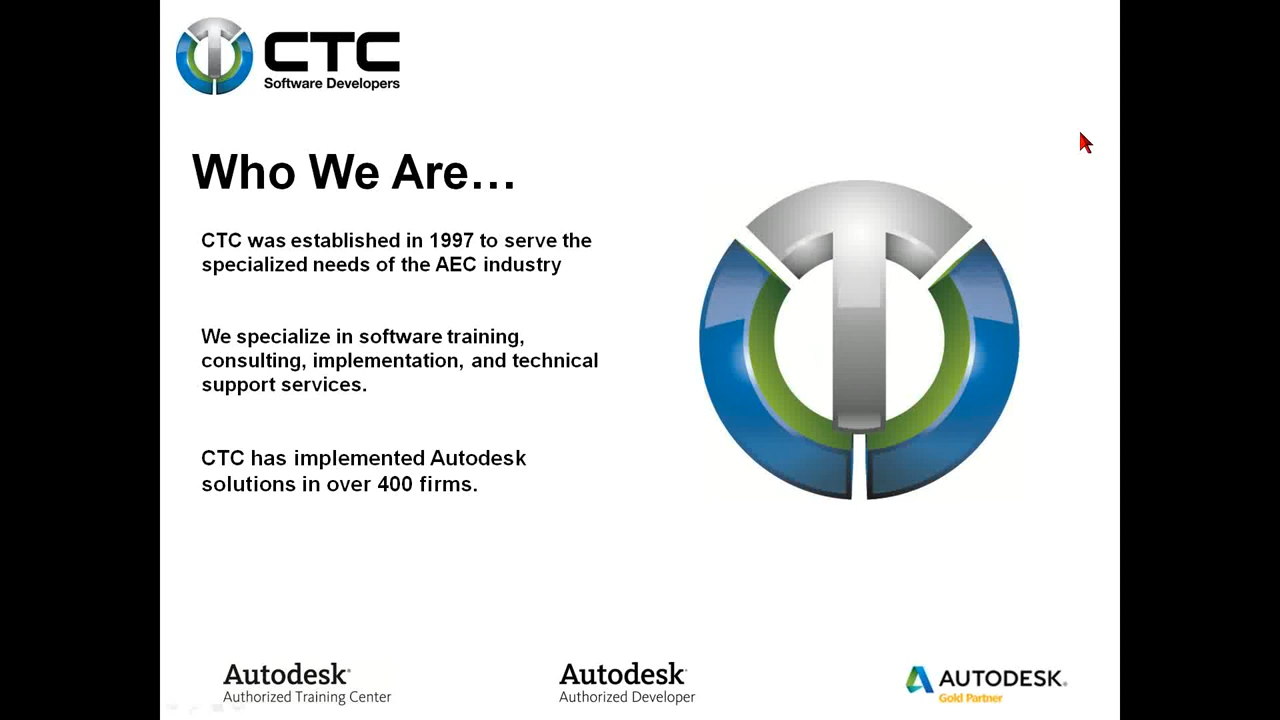 CTC
Software Developers
Who We Are…
CTC was established in 1997 to serve the
specialized needs of the AEC industry
We specialize in software training,
consulting, implementation, and technical
support services.
CTC has implemented Autodesk
solutions in over 400 firms.
Autodesk®
Authorized Training Center
Autodesk®
Authorized Developer
AUTODESK®
Gold Partner